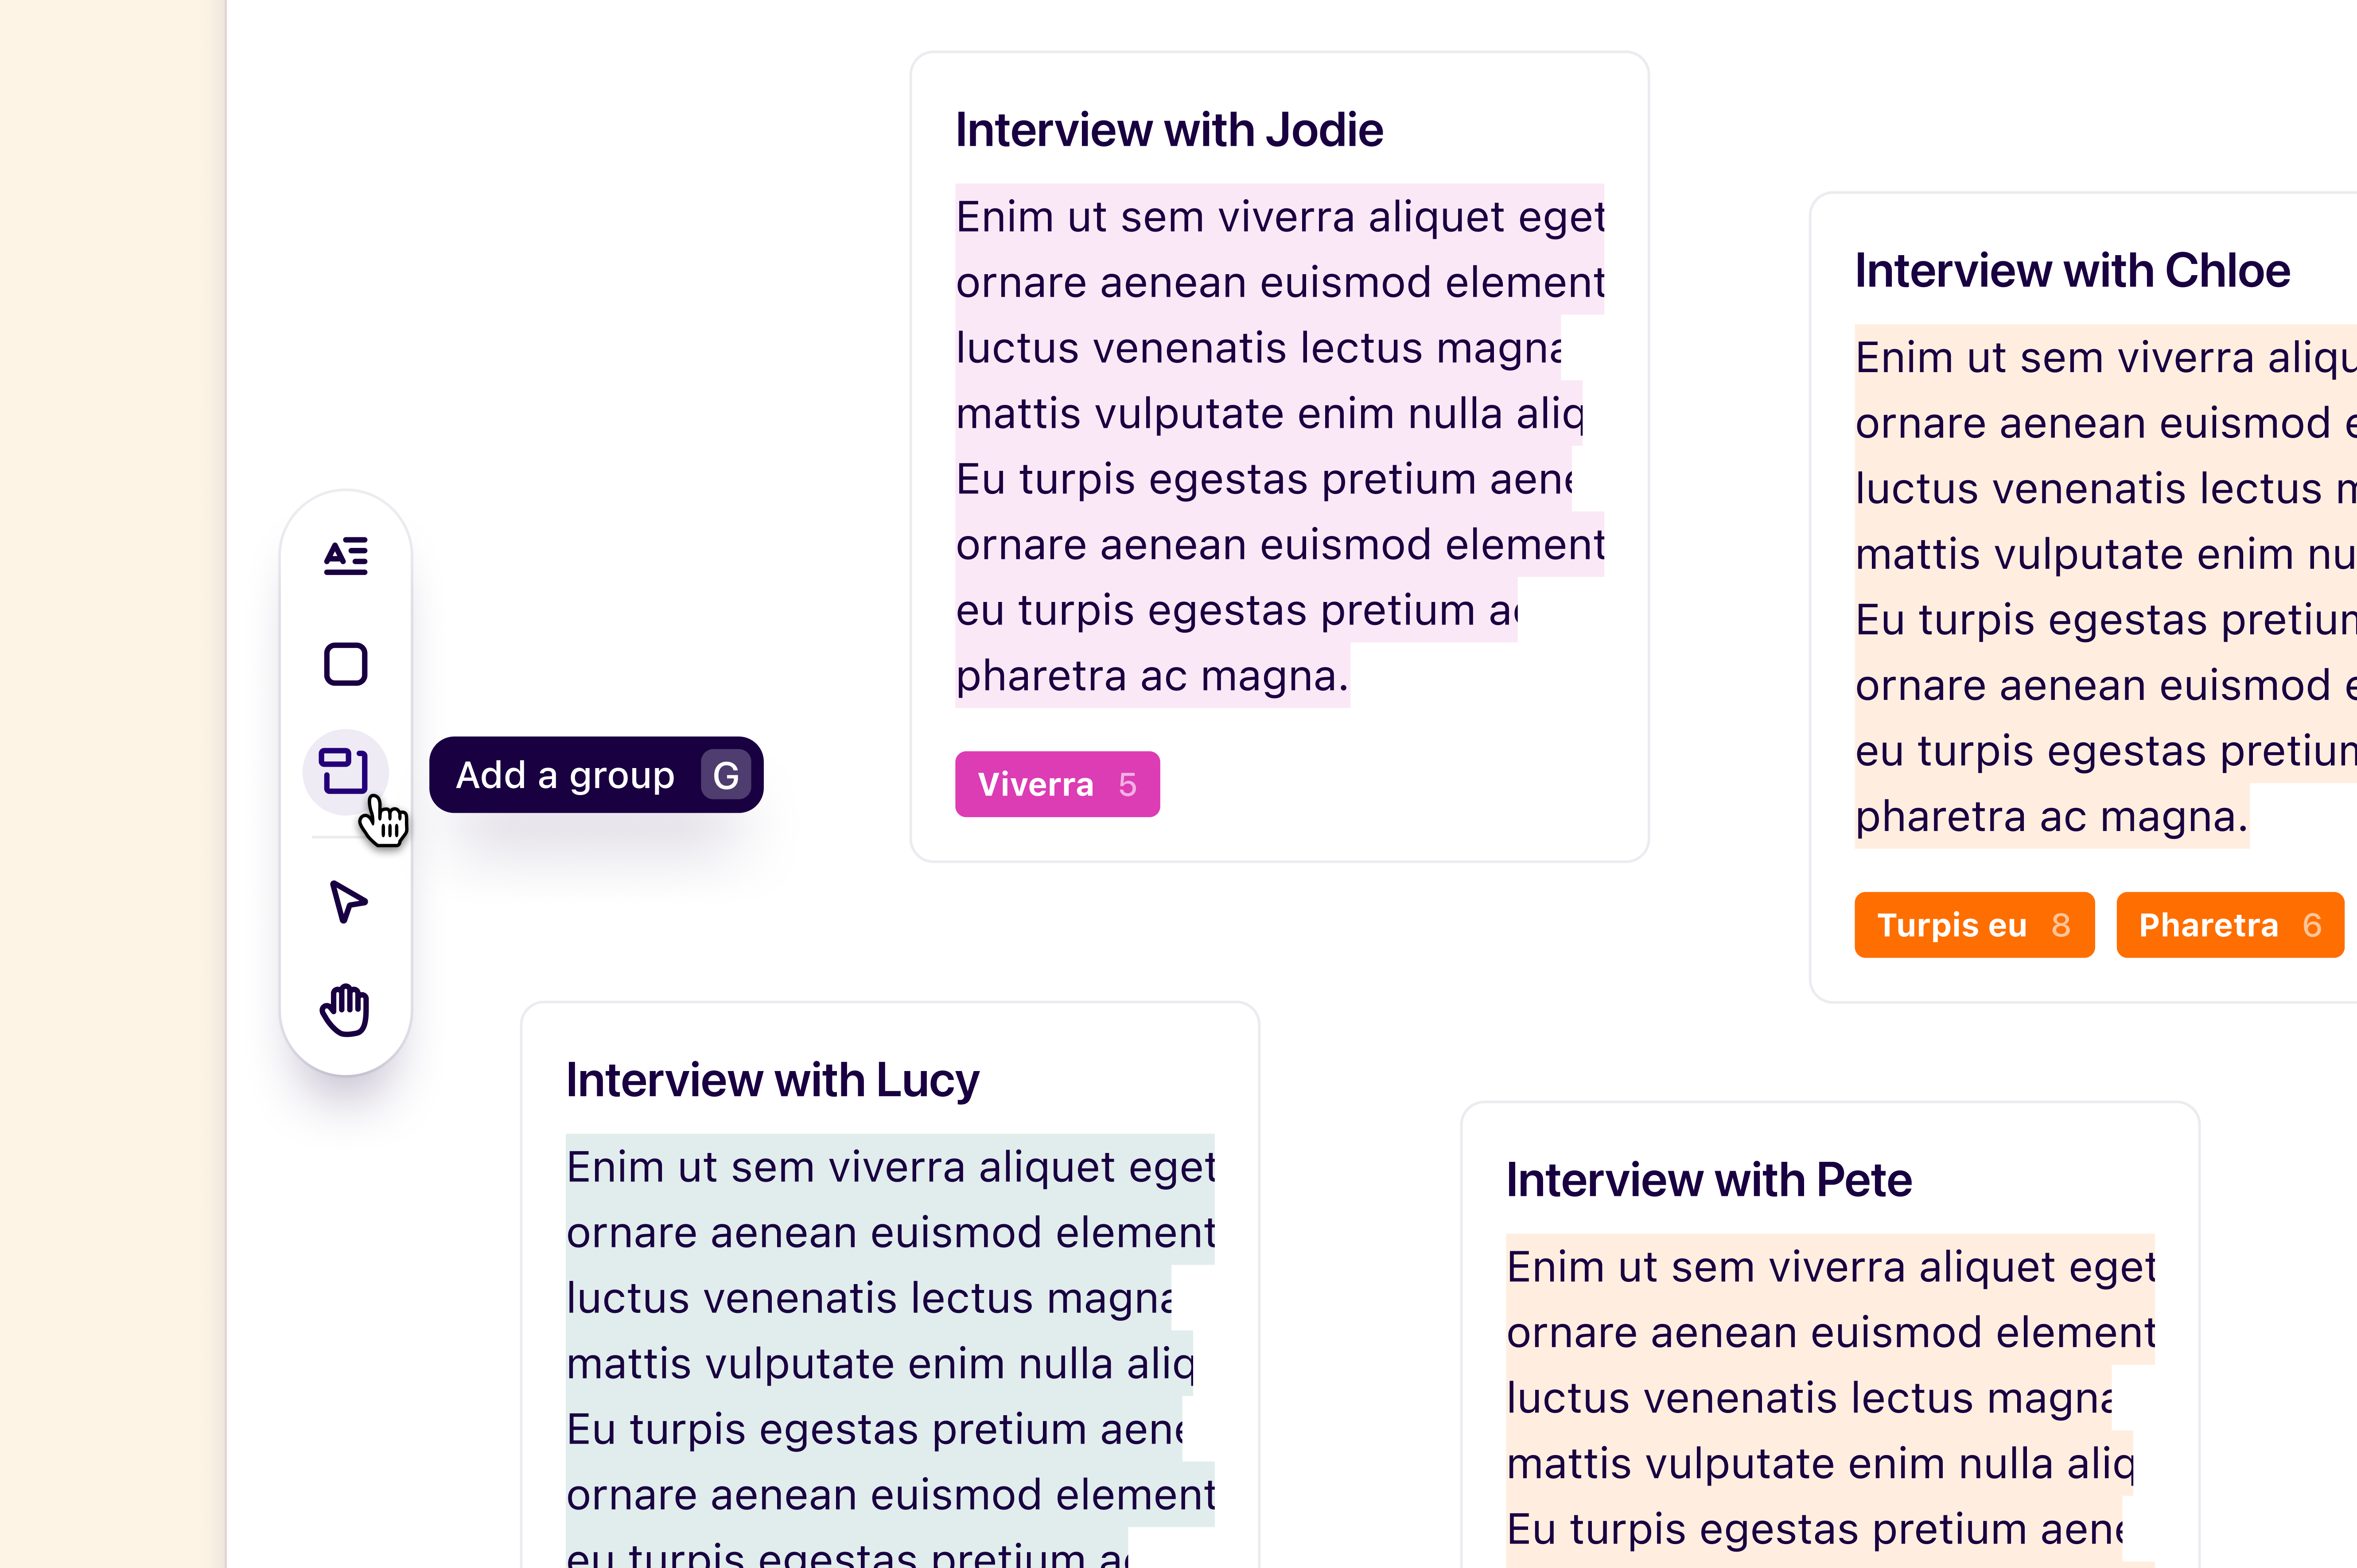 Interview with Jodie
Enim ut sem viverra aliquet eget
ornare aenean euismod element
luctus venenatis lectus magna
mattis vulputate enim nulla aliq
Eu turpis egestas pretium aene
ornare aenean euismod element
eu turpis egestas pretium ac
pharetra ac magna.
Viverra 5
Interview with Chloe
Enim ut sem viverra aliqu
ornare aenean euismod e
luctus venenatis lectus m
mattis vulputate enim nu
Eu turpis egestas pretium
ornare aenean euismod e
eu turpis egestas pretium
pharetra ac magna.
Turpis eu 8 Pharetra 6
Add a group G
Interview with Lucy
Enim ut sem viverra aliquet eget
ornare aenean euismod element
luctus venenatis lectus magna
mattis vulputate enim nulla aliq
Eu turpis egestas pretium aene
ornare aenean euismod element
eu turpis egestas pretium ac
Interview with Pete
Enim ut sem viverra aliquet eget
ornare aenean euismod element
luctus venenatis lectus magna
mattis vulputate enim nulla aliq
Eu turpis egestas pretium aene